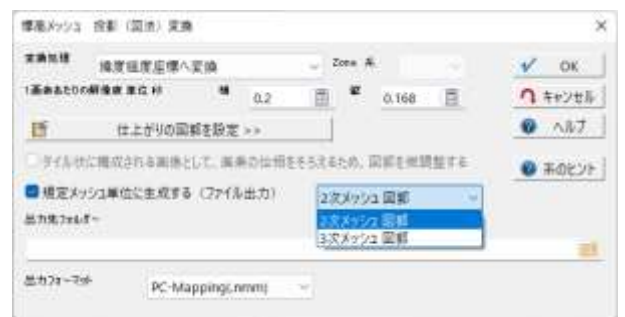 標高メッシュ 投影（図法）変換
変換処理 緯度経度座標へ変換 Zone 系
1画素あたりの解像度 単位 秒 横 0.2 縦 0.168
仕上がりの図郭を設定 >>
タイル状に構成される画像として、画素の位相をそろえるため、図郭を微調整する
規定メッシュ単位に生成する（ファイル出力） 2次メッシュ 図郭
2次メッシュ 図郭
3次メッシュ 図郭
出力先フォルダー
出力フォーマット PC-Mapping(.nmm)
OK
キャンセル
ヘルプ
系のヒント